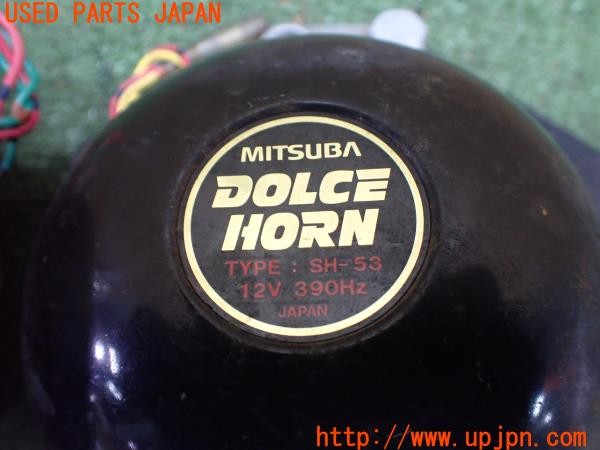 USED PARTS JAPAN
MITSUBA
DOLCE
HORN
TYPE : SH-53
12V 390Hz
JAPAN
http://www.upjpn.com